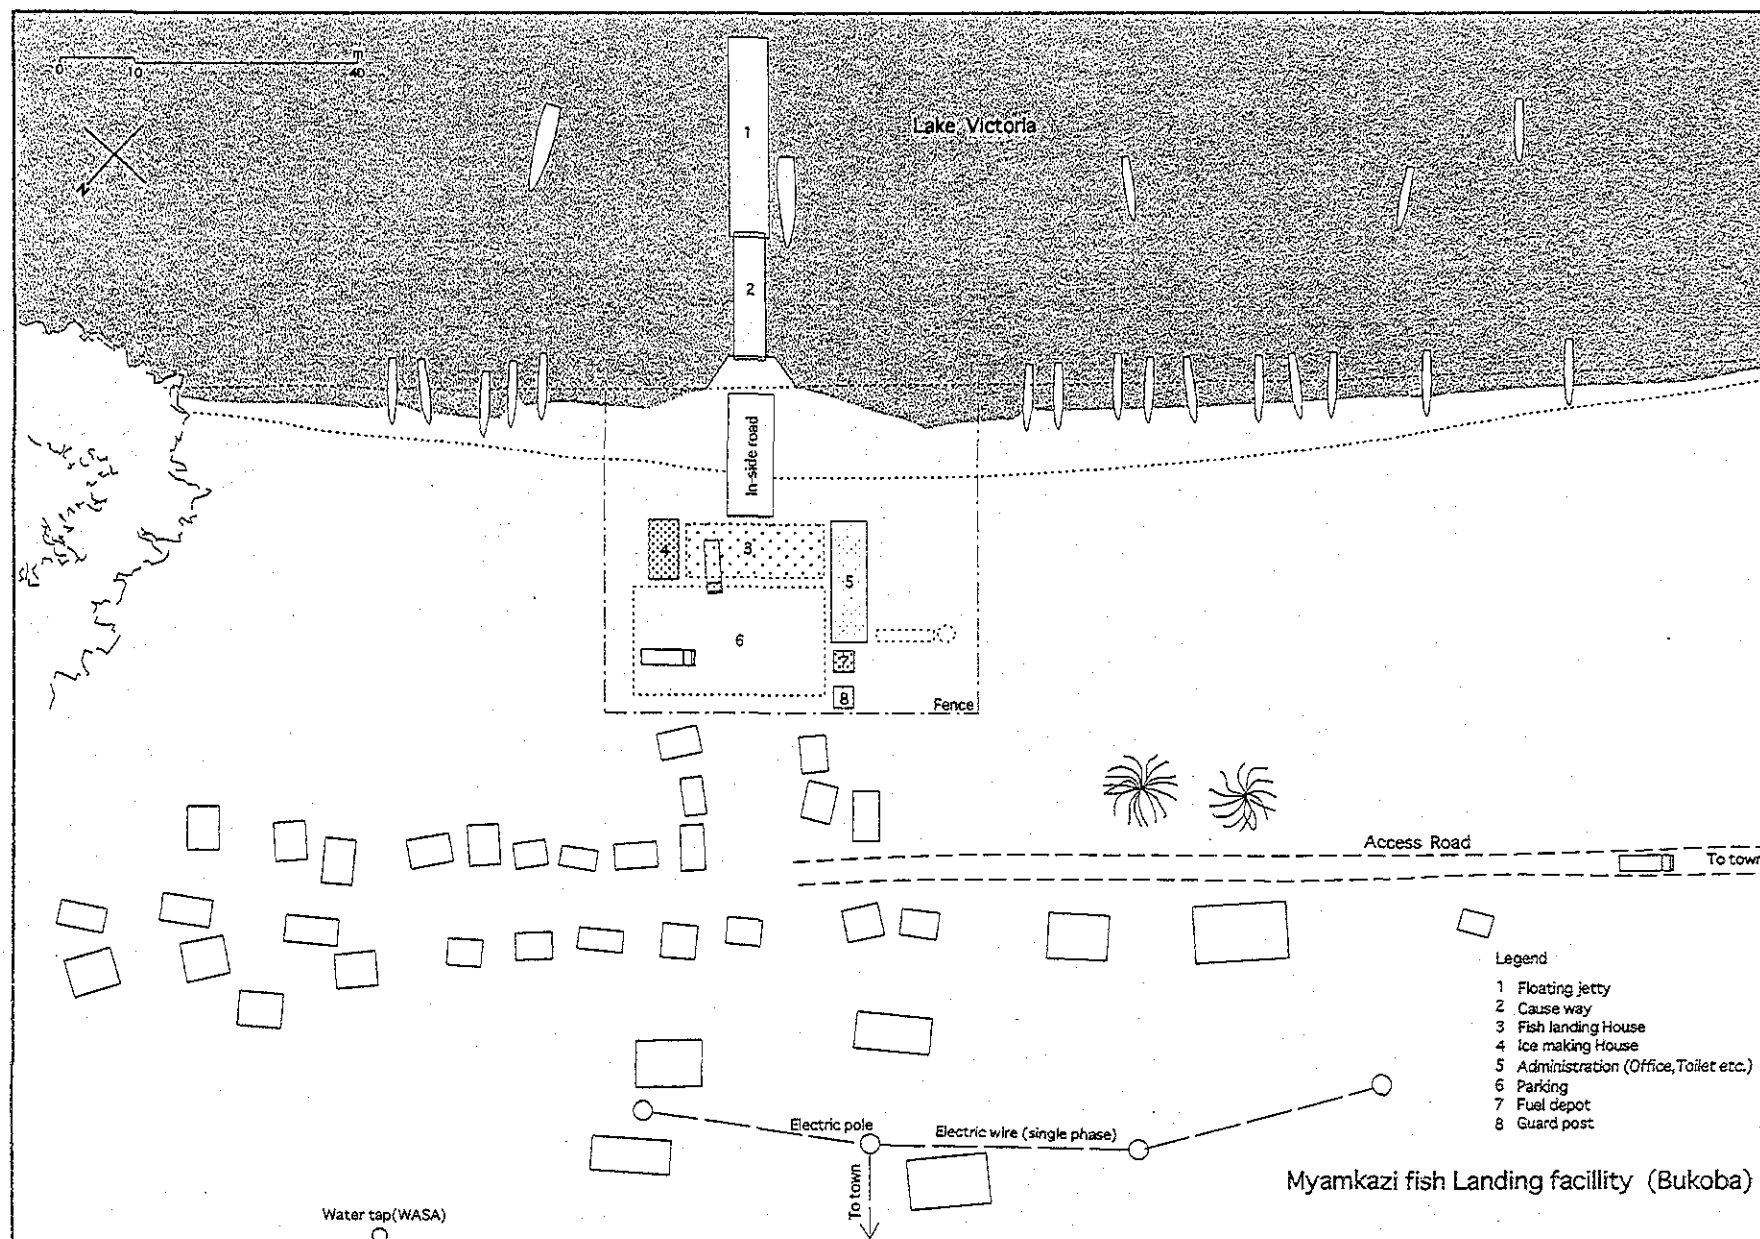 m
0 10 40
N
Lake Victoria
1
2
In-side road
4
3
5
6
7
8
Fence
Access Road
To town
Legend
1 Floating jetty
2 Cause way
3 Fish landing House
4 Ice making House
5 Administration (Office,Toilet etc.)
6 Parking
7 Fuel depot
8 Guard post
Electric pole
Electric wire (single phase)
To town
Myamkazi fish Landing facillity (Bukoba)
Water tap(WASA)